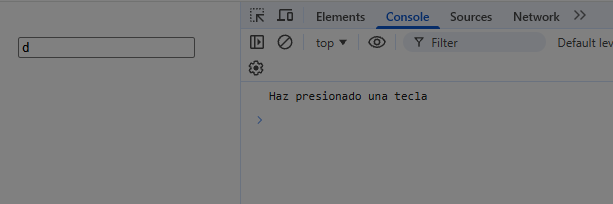 d
Elements Console Sources Network
top Filter Default lev
Haz presionado una tecla